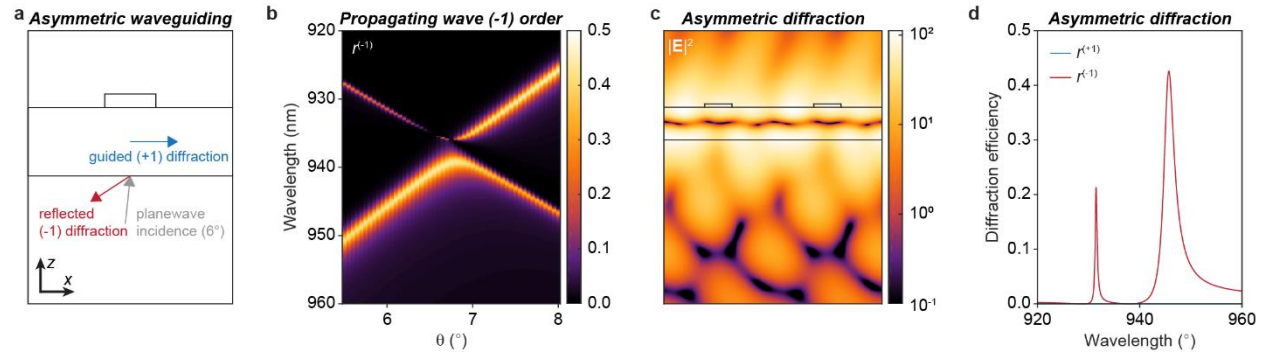 a Asymmetric waveguiding
guided (+1) diffraction
reflected
(-1) diffraction
planewave
incidence (6°)
z
x
b Propagating wave (-1) order
r(-1)
Wavelength (nm)
920
930
940
950
960
6
7
8
θ (°)
0.5
0.4
0.3
0.2
0.1
0.0
c Asymmetric diffraction
|E|2
10²
10¹
10⁰
10-1
d Asymmetric diffraction
r(+1)
r(-1)
Diffraction efficiency
0.5
0.4
0.3
0.2
0.1
0.0
920
940
960
Wavelength (°)